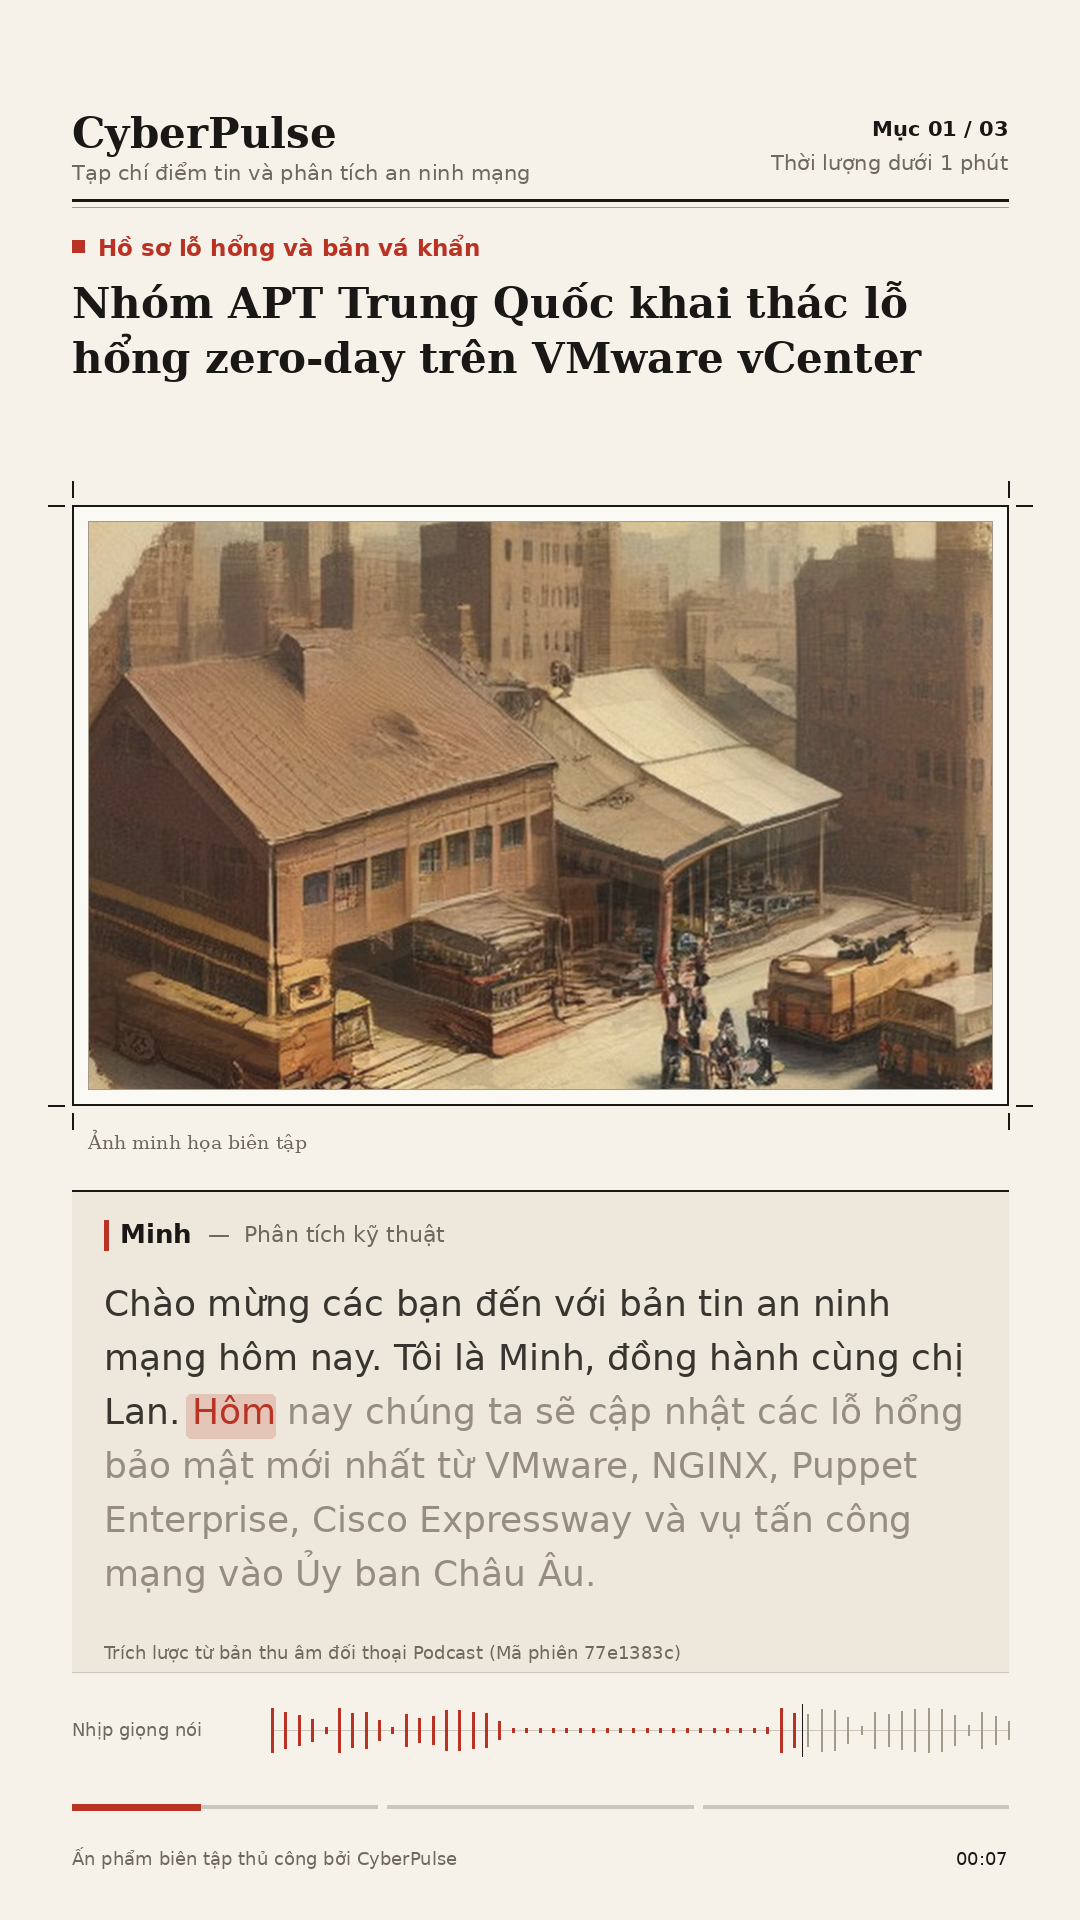 CyberPulse
Tạp chí điểm tin và phân tích an ninh mạng
Mục 01 / 03
Thời lượng dưới 1 phút
Hồ sơ lỗ hổng và bản vá khẩn
Nhóm APT Trung Quốc khai thác lỗ
hổng zero-day trên VMware vCenter
Ảnh minh họa biên tập
Minh — Phân tích kỹ thuật
Chào mừng các bạn đến với bản tin an ninh
mạng hôm nay. Tôi là Minh, đồng hành cùng chị
Lan. Hôm nay chúng ta sẽ cập nhật các lỗ hổng
bảo mật mới nhất từ VMware, NGINX, Puppet
Enterprise, Cisco Expressway và vụ tấn công
mạng vào Ủy ban Châu Âu.
Trích lược từ bản thu âm đối thoại Podcast (Mã phiên 77e1383c)
Nhịp giọng nói
Ấn phẩm biên tập thủ công bởi CyberPulse
00:07